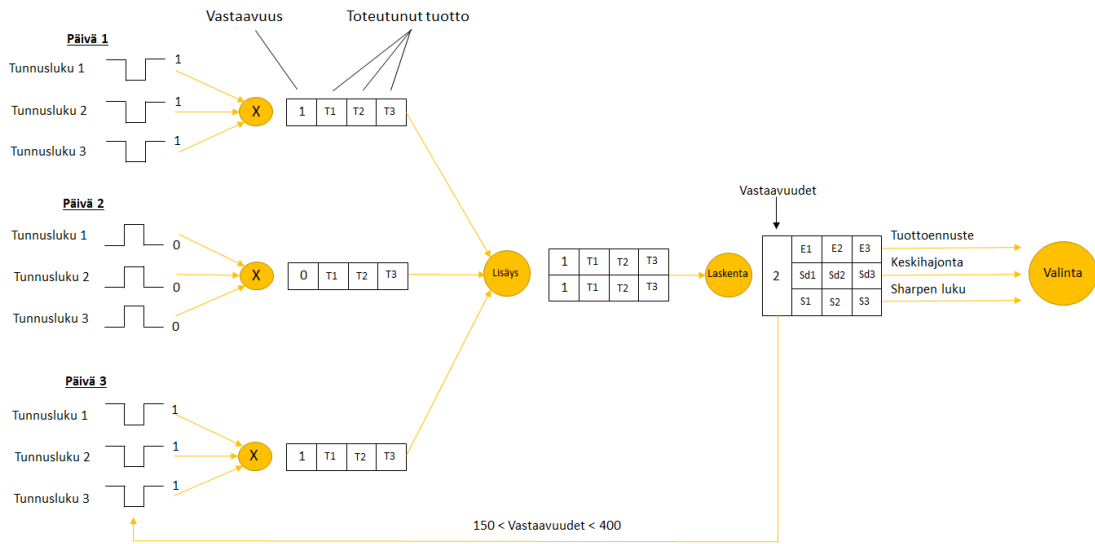 Vastaavuus
Toteutunut tuotto
Päivä 1
Tunnusluku 1
1
Tunnusluku 2
1
Tunnusluku 3
1
X
1 T1 T2 T3
Päivä 2
Tunnusluku 1
0
Tunnusluku 2
0
Tunnusluku 3
0
X
0 T1 T2 T3
Päivä 3
Tunnusluku 1
1
Tunnusluku 2
1
Tunnusluku 3
1
X
1 T1 T2 T3
Lisäys
1 T1 T2 T3
1 T1 T2 T3
Laskenta
Vastaavuudet
2
E1 E2 E3
Sd1 Sd2 Sd3
S1 S2 S3
Tuottoennuste
Keskihajonta
Sharpen luku
Valinta
150 < Vastaavuudet < 400